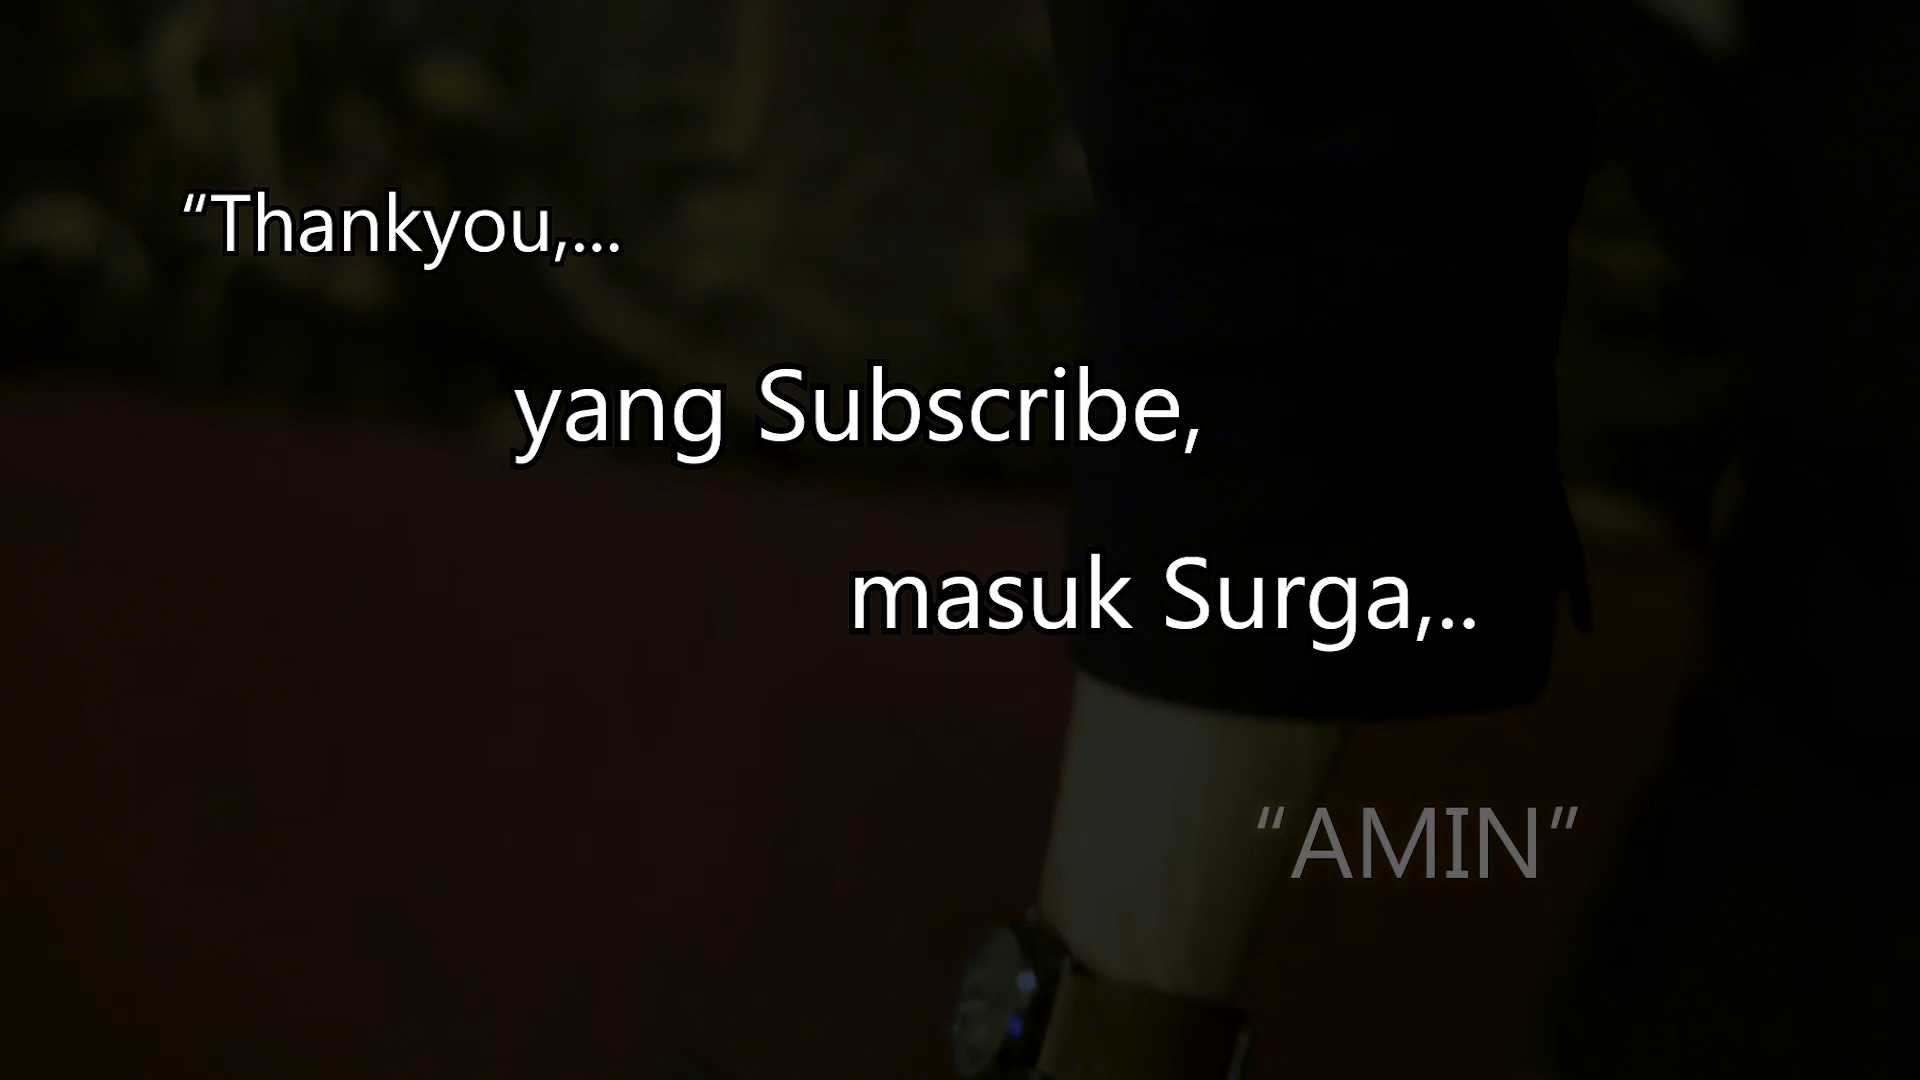 “Thankyou,...
yang Subscribe,
masuk Surga,..
“AMIN”